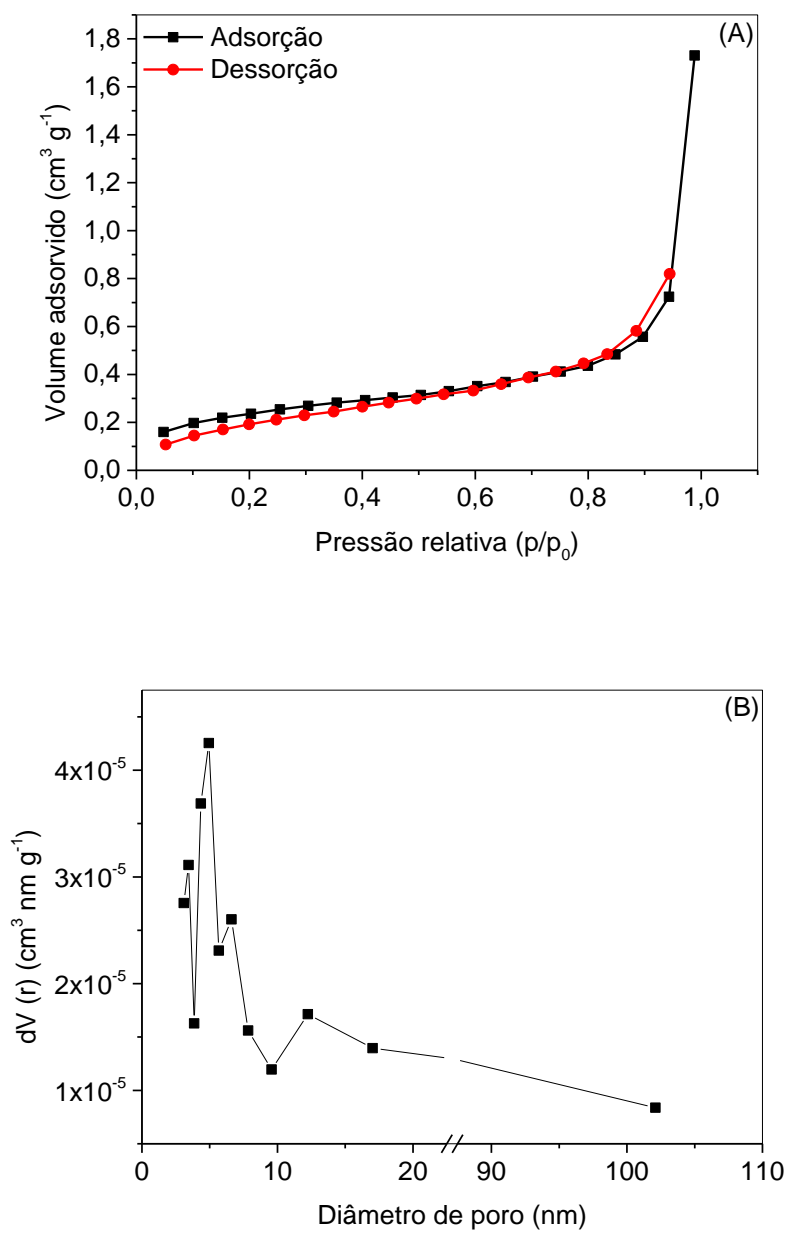 (A)
Adsorção
Dessorção
1,8
1,6
1,4
1,2
1,0
0,8
0,6
0,4
0,2
0,0
Volume adsorvido (cm³ g⁻¹)
0,0 0,2 0,4 0,6 0,8 1,0
Pressão relativa (p/p₀)
(B)
4x10⁻⁵
3x10⁻⁵
2x10⁻⁵
1x10⁻⁵
dV (r) (cm³ nm g⁻¹)
0 10 20 90 100 110
Diâmetro de poro (nm)